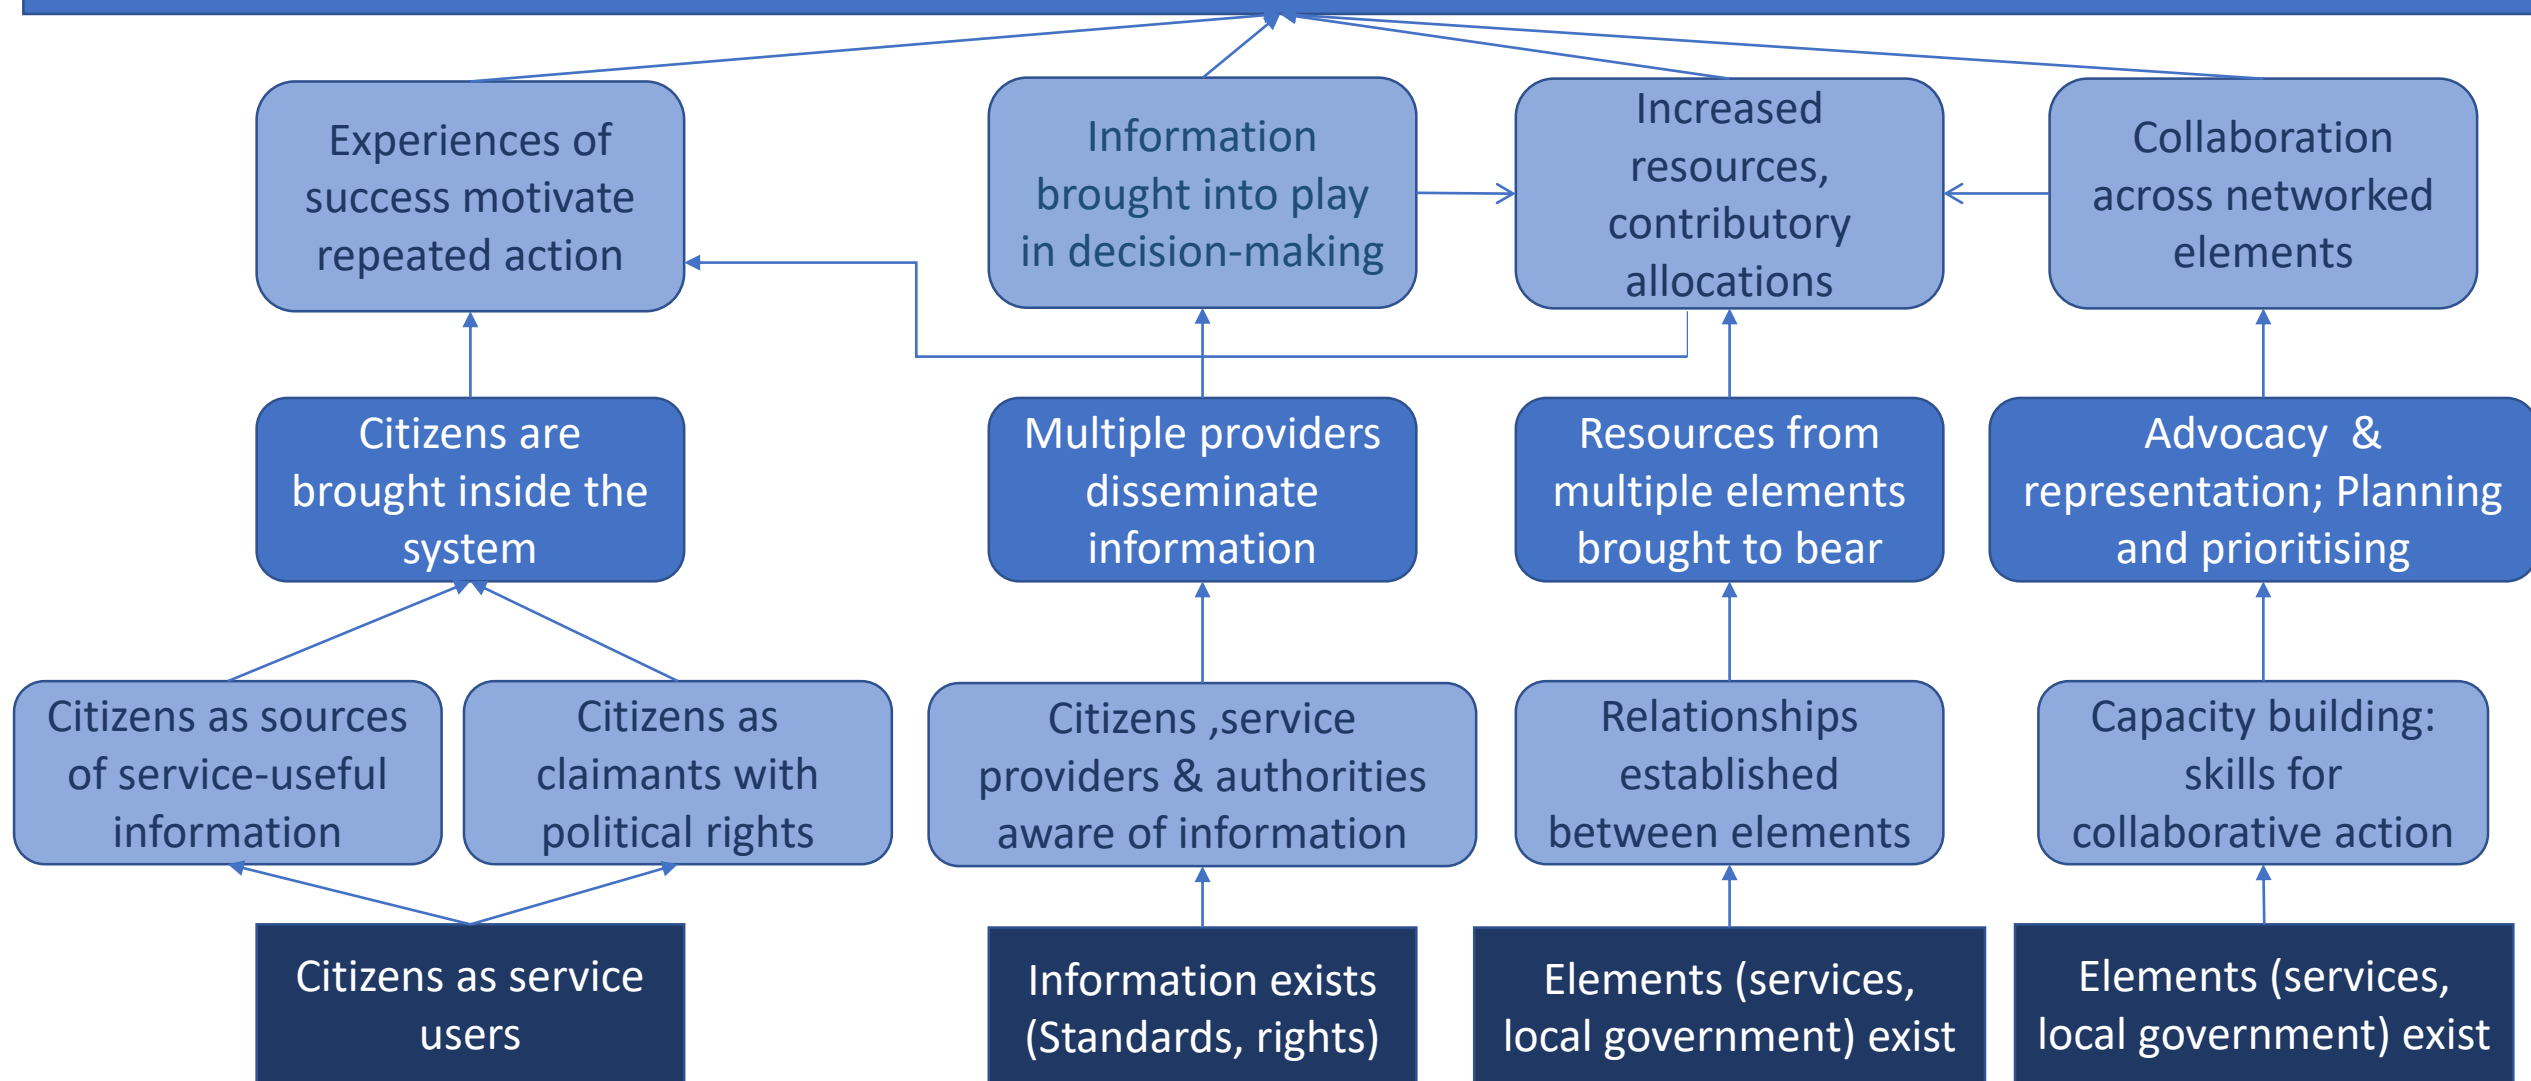 Experiences of
success motivate
repeated action
Information
brought into play
in decision-making
Increased
resources,
contributory
allocations
Collaboration
across networked
elements
Citizens are
brought inside the
system
Multiple providers
disseminate
information
Resources from
multiple elements
brought to bear
Advocacy  &
representation; Planning
and prioritising
Citizens as sources
of service-useful
information
Citizens as
claimants with
political rights
Citizens ,service
providers & authorities
aware of information
Relationships
established
between elements
Capacity building:
skills for
collaborative action
Citizens as service
users
Information exists
(Standards, rights)
Elements (services,
local government) exist
Elements (services,
local government) exist